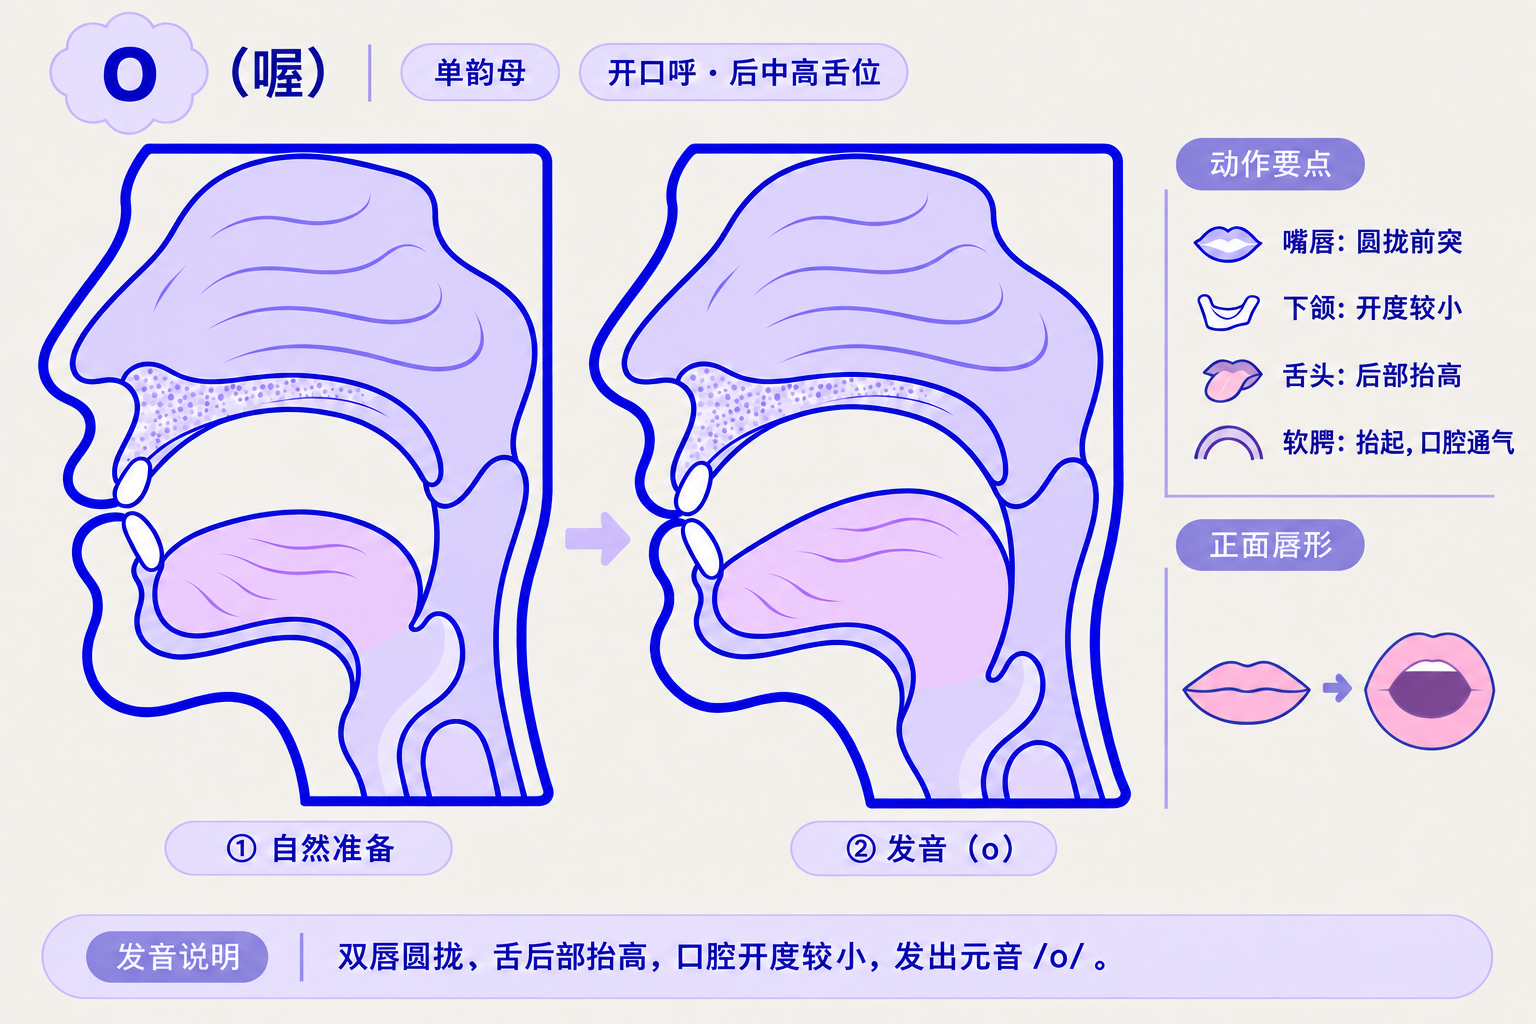 o
（喔）
单韵母
开口呼·后中高舌位
动作要点
嘴唇：圆拢前突
下颌：开度较小
舌头：后部抬高
软腭：抬起，口腔通气
正面唇形
① 自然准备
② 发音（o）
发音说明
双唇圆拢、舌后部抬高，口腔开度较小，发出元音 /o/ 。